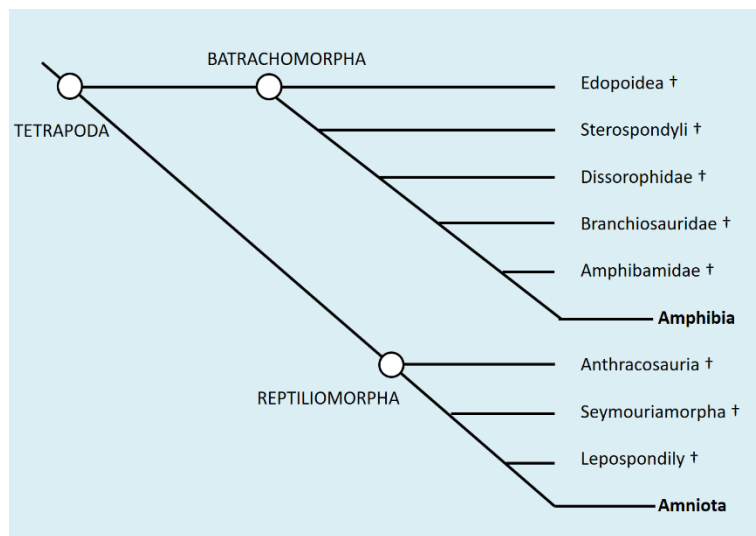 BATRACHOMORPHA
TETRAPODA
Edopoidea †
Sterospondyli †
Dissorophidae †
Branchiosauridae †
Amphibamidae †
Amphibia
REPTILIOMORPHA
Anthracosauria †
Seymouriamorpha †
Lepospondily †
Amniota